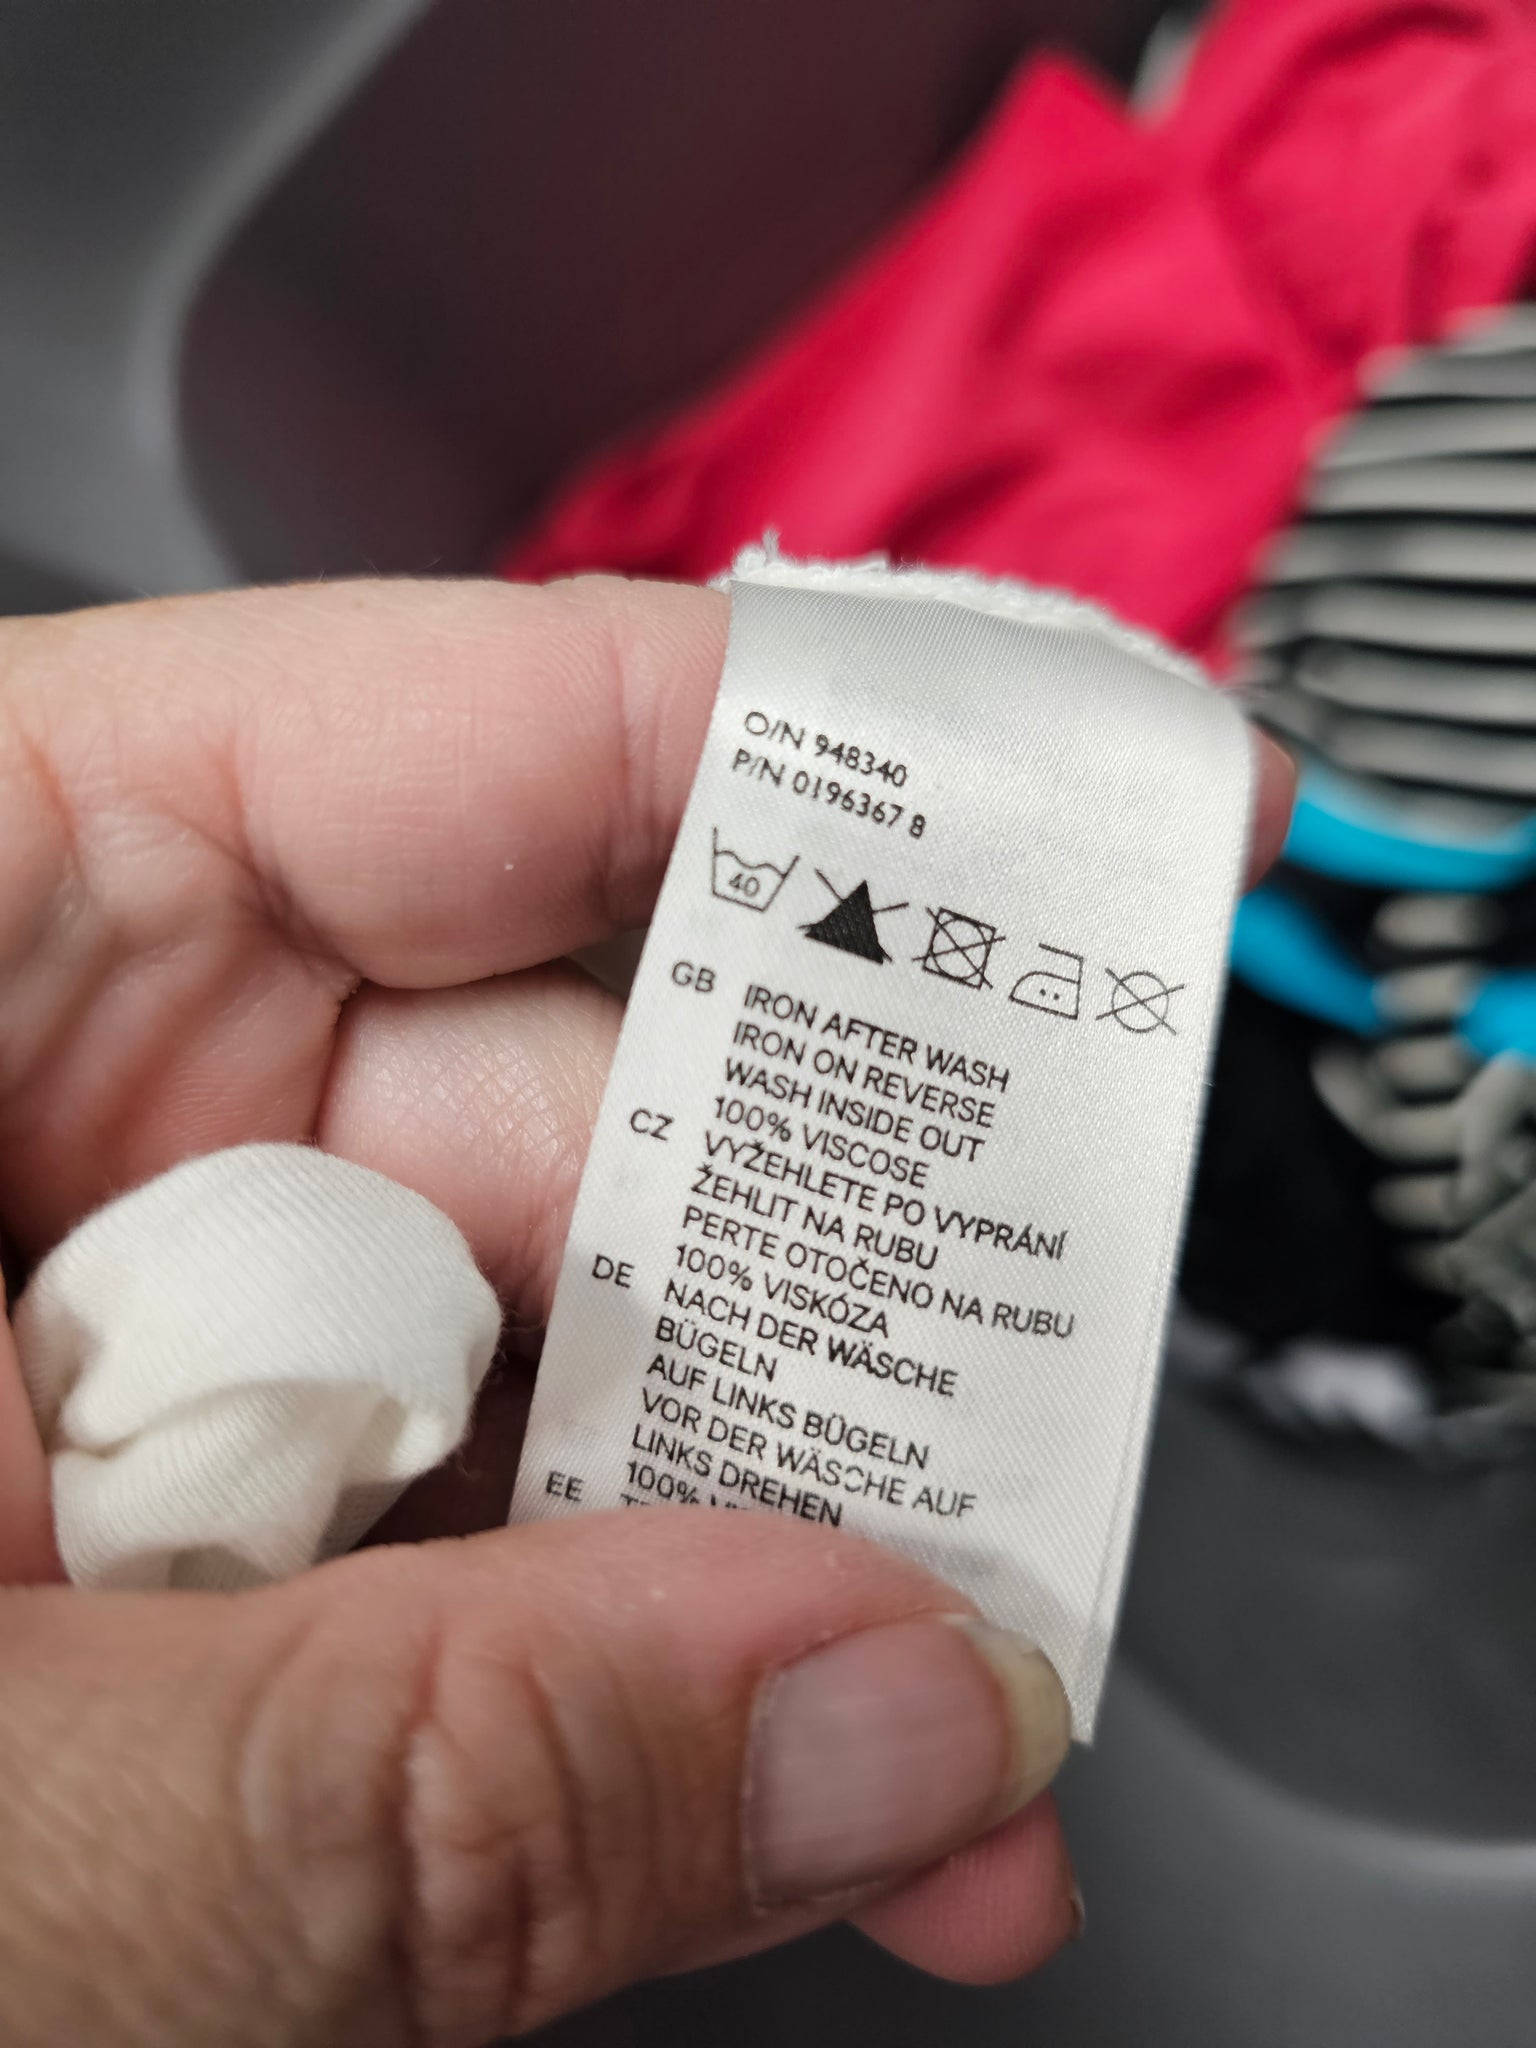 O/N 948340
P/N 0196367 8
40
GB IRON AFTER WASH
IRON ON REVERSE
WASH INSIDE OUT
100% VISCOSE
CZ VYŽEHLETE PO VYPRÁNÍ
ŽEHLIT NA RUBU
PERTE OTOČENO NA RUBU
100% VISKÓZA
DE NACH DER WÄSCHE
BÜGELN
AUF LINKS BÜGELN
VOR DER WÄSCHE AUF
LINKS DREHEN
100%
EE